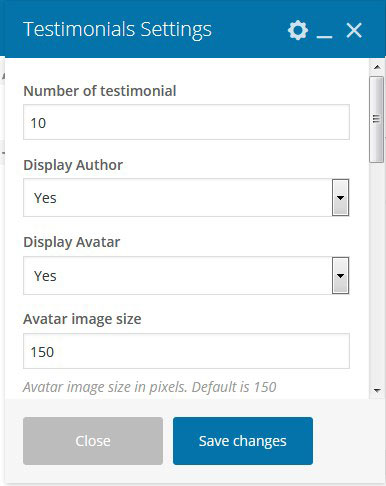 Testimonials Settings
Number of testimonial
10
Display Author
Yes
Display Avatar
Yes
Avatar image size
150
Avatar image size in pixels. Default is 150
Close
Save changes